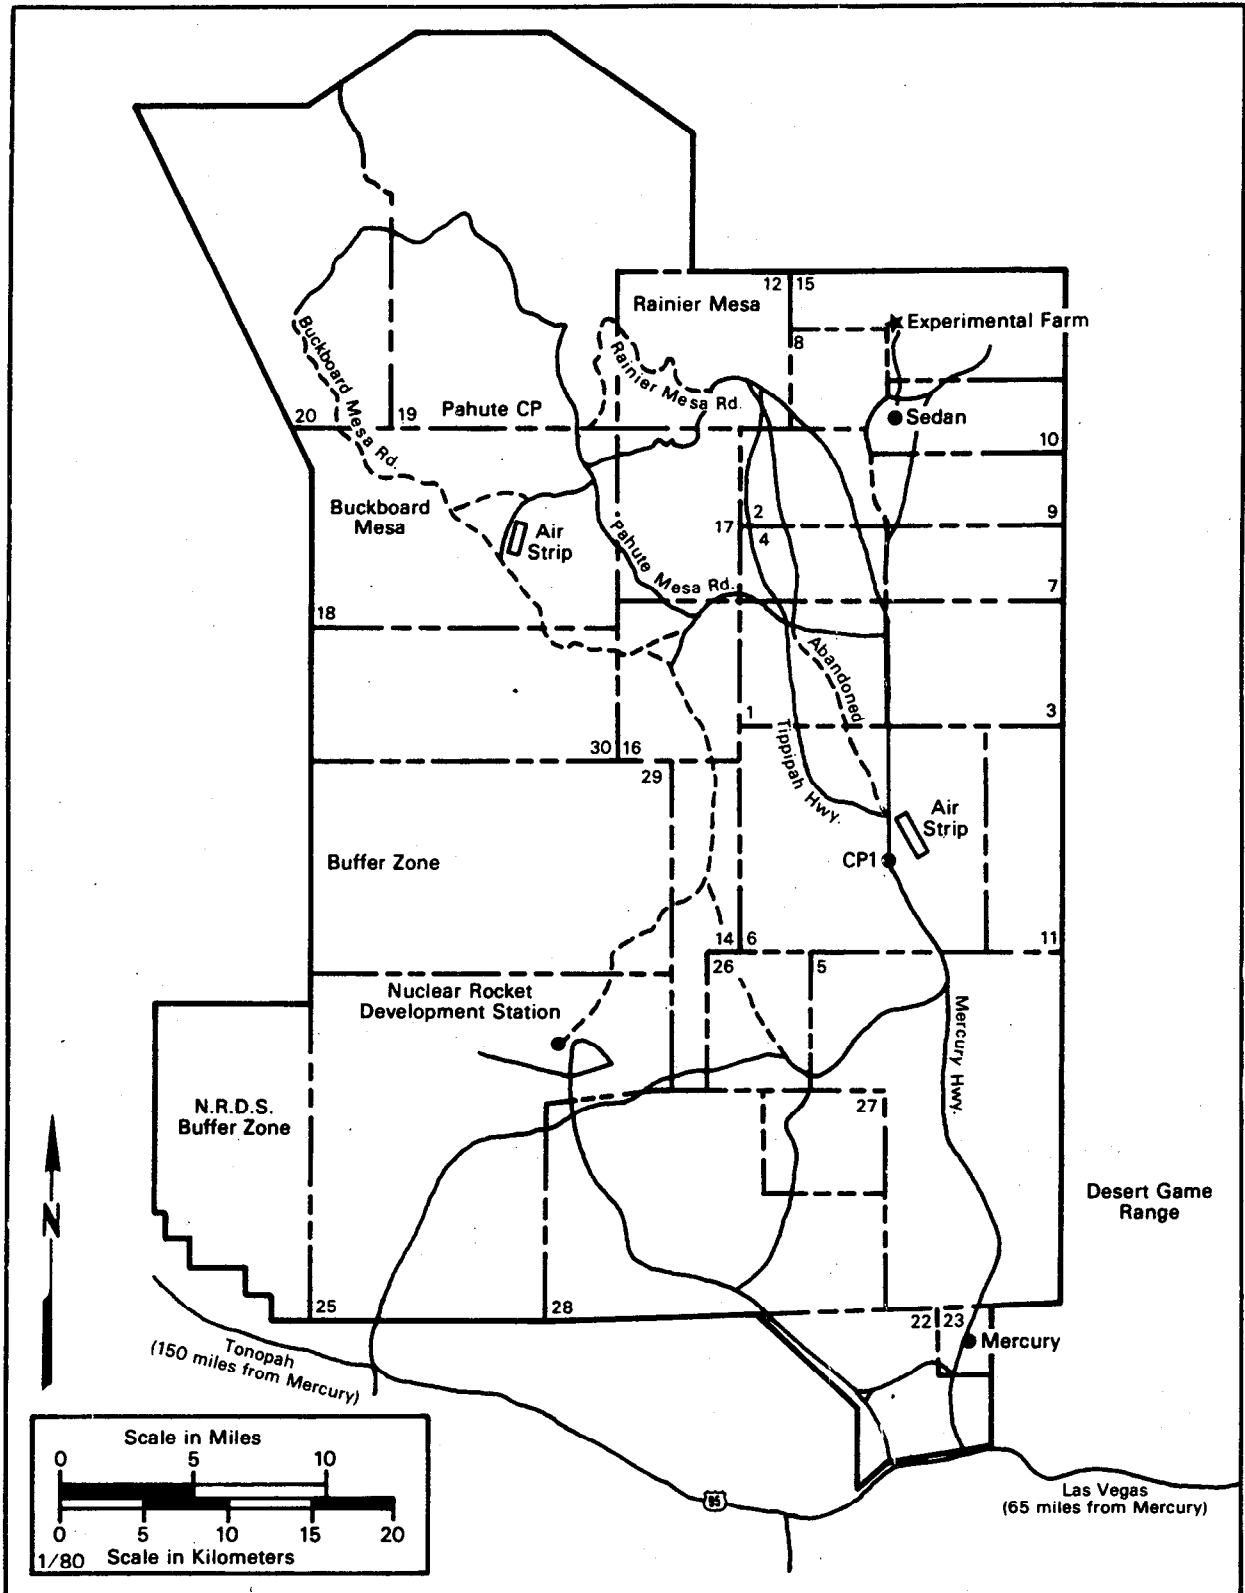 12
15
Rainier Mesa
Experimental Farm
8
Buckboard Mesa Rd.
Rainier Mesa Rd.
20
19
Pahute CP
Sedan
10
Buckboard
Mesa
Air
Strip
17
2
4
9
Pahute Mesa Rd.
18
7
Abandoned
1
3
Tippipah Hwy.
30
16
29
Air
Strip
CP1
Buffer Zone
14
6
11
26
5
Nuclear Rocket
Development Station
Mercury Hwy.
N.R.D.S.
Buffer Zone
27
N
Desert Game
Range
25
28
22
23
Mercury
Tonopah
(150 miles from Mercury)
Scale in Miles
0
5
10
0
5
10
15
20
1/80
Scale in Kilometers
95
Las Vegas
(65 miles from Mercury)